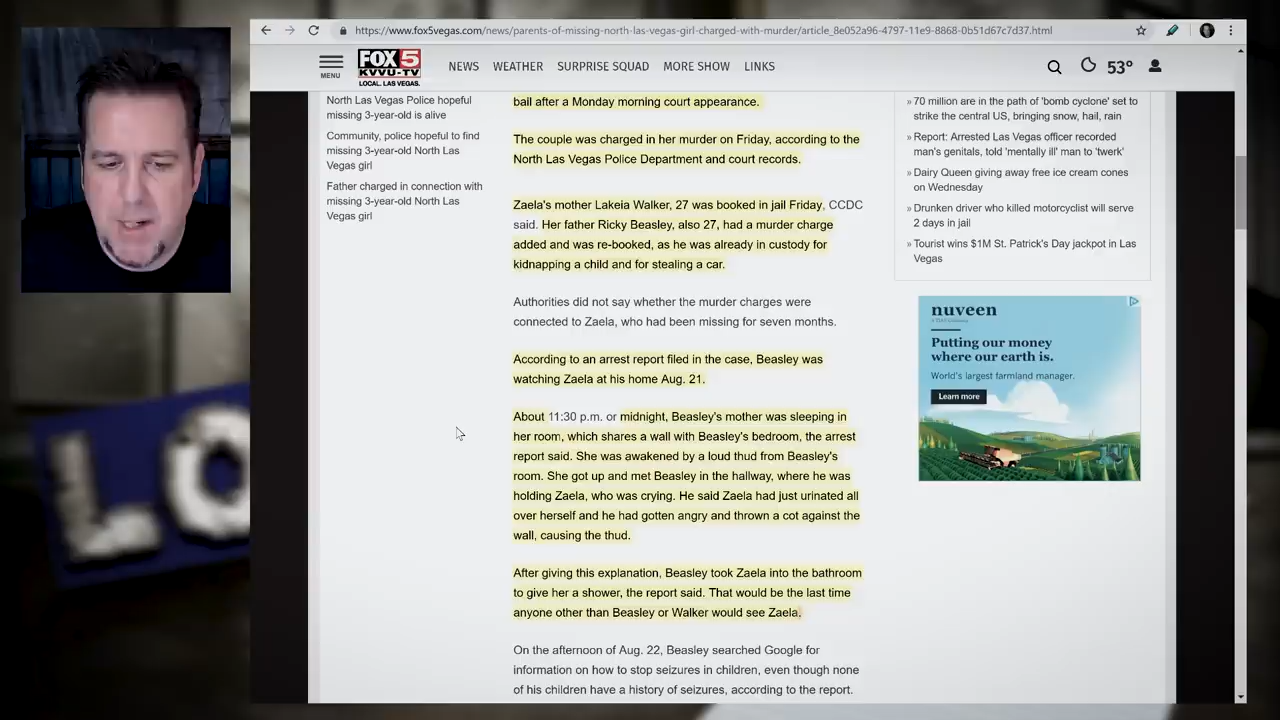 https://www.fox5vegas.com/news/parents-of-missing-north-las-vegas-girl-charged-with-murder/article_8e052a96-4797-11e9-8868-0b51d67c7d37.html
MENU
FOX 5
KVVU-TV
LOCAL. LAS VEGAS.
NEWS
WEATHER
SURPRISE SQUAD
MORE SHOW
LINKS
53°
North Las Vegas Police hopeful
missing 3-year-old is alive
Community, police hopeful to find
missing 3-year-old North Las
Vegas girl
Father charged in connection with
missing 3-year-old North Las
Vegas girl
bail after a Monday morning court appearance.
The couple was charged in her murder on Friday, according to the
North Las Vegas Police Department and court records.
Zaela's mother Lakeia Walker, 27 was booked in jail Friday, CCDC
said. Her father Ricky Beasley, also 27, had a murder charge
added and was re-booked, as he was already in custody for
kidnapping a child and for stealing a car.
Authorities did not say whether the murder charges were
connected to Zaela, who had been missing for seven months.
According to an arrest report filed in the case, Beasley was
watching Zaela at his home Aug. 21.
About 11:30 p.m. or midnight, Beasley's mother was sleeping in
her room, which shares a wall with Beasley's bedroom, the arrest
report said. She was awakened by a loud thud from Beasley's
room. She got up and met Beasley in the hallway, where he was
holding Zaela, who was crying. He said Zaela had just urinated all
over herself and he had gotten angry and thrown a cot against the
wall, causing the thud.
After giving this explanation, Beasley took Zaela into the bathroom
to give her a shower, the report said. That would be the last time
anyone other than Beasley or Walker would see Zaela.
On the afternoon of Aug. 22, Beasley searched Google for
information on how to stop seizures in children, even though none
of his children have a history of seizures, according to the report.
» 70 million are in the path of 'bomb cyclone' set to
strike the central US, bringing snow, hail, rain
» Report: Arrested Las Vegas officer recorded
man's genitals, told 'mentally ill' man to 'twerk'
» Dairy Queen giving away free ice cream cones
on Wednesday
» Drunken driver who killed motorcyclist will serve
2 days in jail
» Tourist wins $1M St. Patrick's Day jackpot in Las
Vegas
nuveen
Putting our money
where our earth is.
World's largest farmland manager.
Learn more
LO